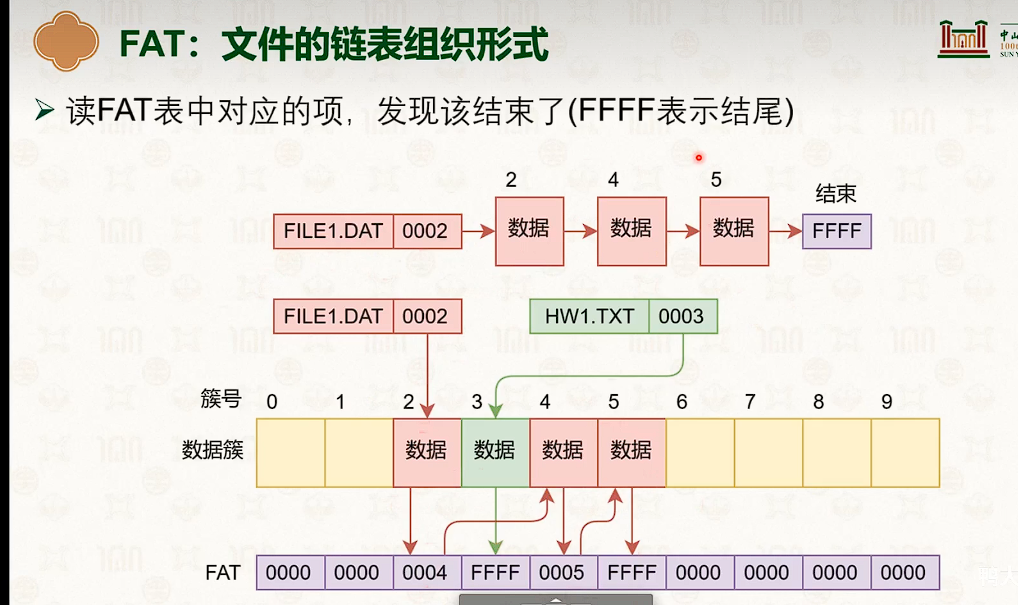 FAT：文件的链表组织形式
中山
100
SUN Y
读FAT表中对应的项，发现该结束了(FFFF表示结尾)
2 4 5 结束
FILE1.DAT 0002 数据 数据 数据 FFFF
FILE1.DAT 0002 HW1.TXT 0003
簇号 0 1 2 3 4 5 6 7 8 9
数据簇 数据 数据 数据 数据
FAT 0000 0000 0004 FFFF 0005 FFFF 0000 0000 0000 0000